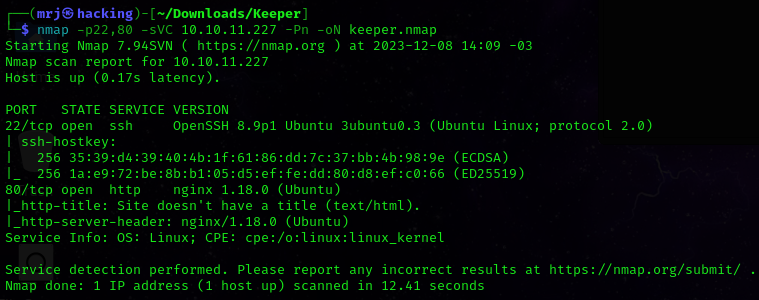 ┌──(mrj㉿hacking)-[~/Downloads/Keeper]
└─$ nmap -p22,80 -sVC 10.10.11.227 -Pn -oN keeper.nmap
Starting Nmap 7.94SVN ( https://nmap.org ) at 2023-12-08 14:09 -03
Nmap scan report for 10.10.11.227
Host is up (0.17s latency).
PORT   STATE SERVICE VERSION
22/tcp open  ssh     OpenSSH 8.9p1 Ubuntu 3ubuntu0.3 (Ubuntu Linux; protocol 2.0)
| ssh-hostkey:
|   256 35:39:d4:39:40:4b:1f:61:86:dd:7c:37:bb:4b:98:9e (ECDSA)
|_  256 1a:e9:72:be:8b:b1:05:d5:ef:fe:dd:80:d8:ef:c0:66 (ED25519)
80/tcp open  http    nginx 1.18.0 (Ubuntu)
|_http-title: Site doesn't have a title (text/html).
|_http-server-header: nginx/1.18.0 (Ubuntu)
Service Info: OS: Linux; CPE: cpe:/o:linux:linux_kernel
Service detection performed. Please report any incorrect results at https://nmap.org/submit/ .
Nmap done: 1 IP address (1 host up) scanned in 12.41 seconds